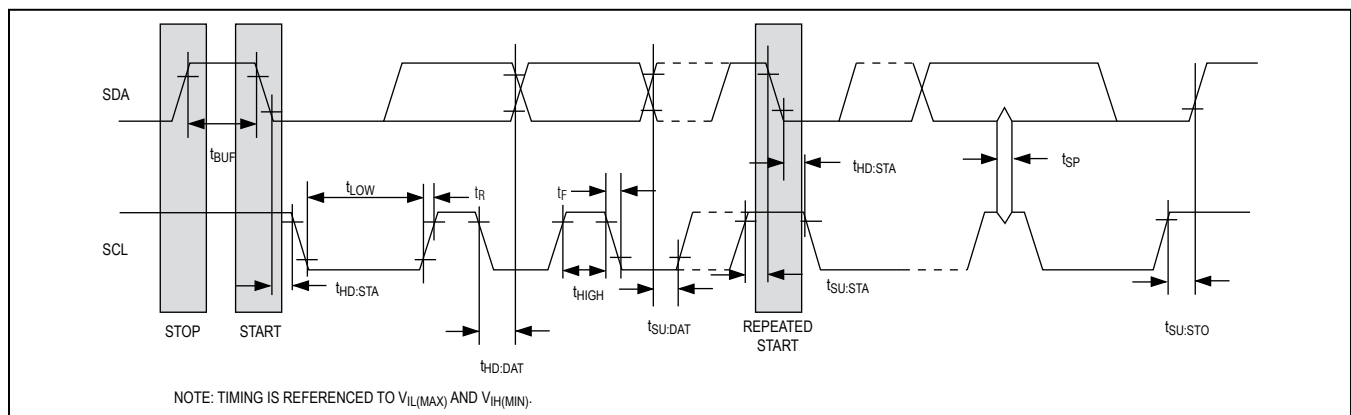 SDA
tBUF
tLOW
tR
tF
tHD:STA
tSP
SCL
tHD:STA
tHIGH
tSU:STA
tSU:DAT
tSU:STO
STOP
START
REPEATED
START
tHD:DAT
NOTE: TIMING IS REFERENCED TO VIL(MAX) AND VIH(MIN).